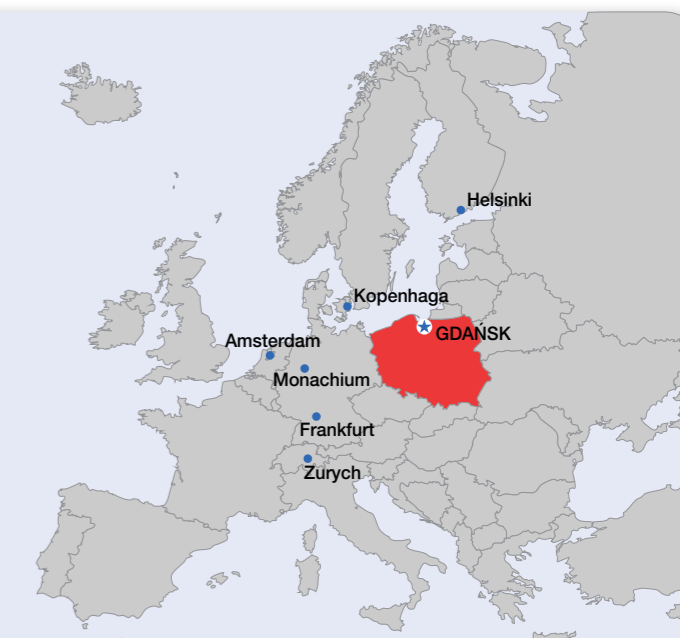 Helsinki
Kopenhaga
GDAŃSK
Amsterdam
Monachium
Frankfurt
Zurych